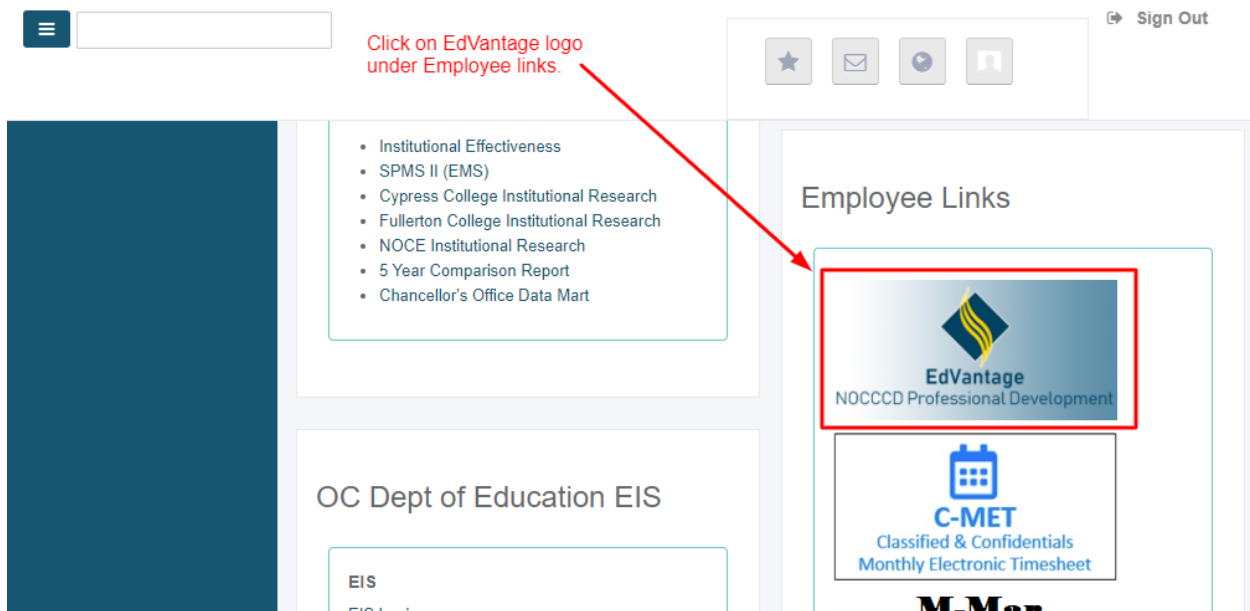 Sign Out
Click on EdVantage logo
under Employee links.
Institutional Effectiveness
SPMS II (EMS)
Cypress College Institutional Research
Fullerton College Institutional Research
NOCE Institutional Research
5 Year Comparison Report
Chancellor's Office Data Mart
OC Dept of Education EIS
EIS
Employee Links
EdVantage
NOCCCD Professional Development
C-MET
Classified & Confidentials
Monthly Electronic Timesheet